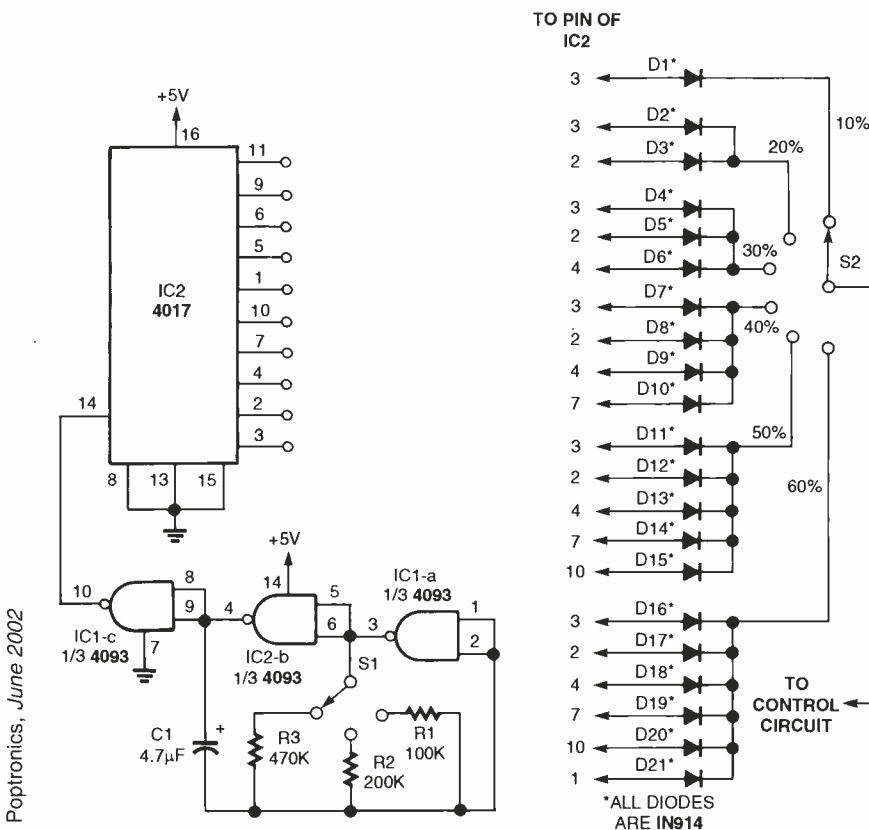 TO PIN OF
IC2
+5V
16
11
9
6
5
1
10
7
4
2
3
IC2
4017
14
8
13
15
+5V
14
IC1-a
1/3 4093
10
8
9
7
IC1-c
1/3 4093
4
5
6
IC2-b
1/3 4093
3
1
2
S1
C1
4.7µF
+
R3
470K
R2
200K
R1
100K
3
D1*
10%
3
D2*
20%
2
D3*
3
D4*
2
D5*
30%
4
D6*
S2
3
D7*
40%
2
D8*
4
D9*
7
D10*
3
D11*
50%
2
D12*
60%
4
D13*
7
D14*
10
D15*
3
D16*
2
D17*
4
D18*
7
D19*
10
D20*
1
D21*
TO
CONTROL
CIRCUIT
*ALL DIODES
ARE IN914
Poptronics, June 2002